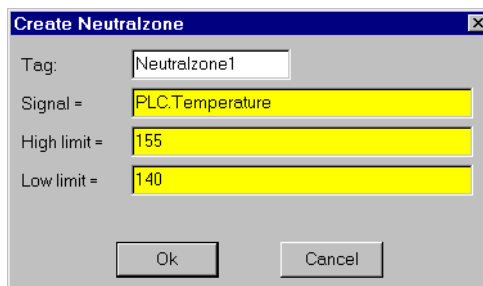 Create Neutralzone
Tag: Neutralzone1
Signal = PLC.Temperature
High limit = 155
Low limit = 140
Ok Cancel